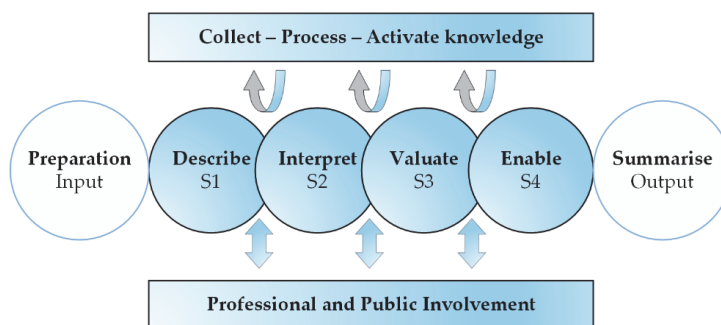 Collect – Process – Activate knowledge
Preparation
Input
Describe
S1
Interpret
S2
Valuate
S3
Enable
S4
Summarise
Output
Professional and Public Involvement